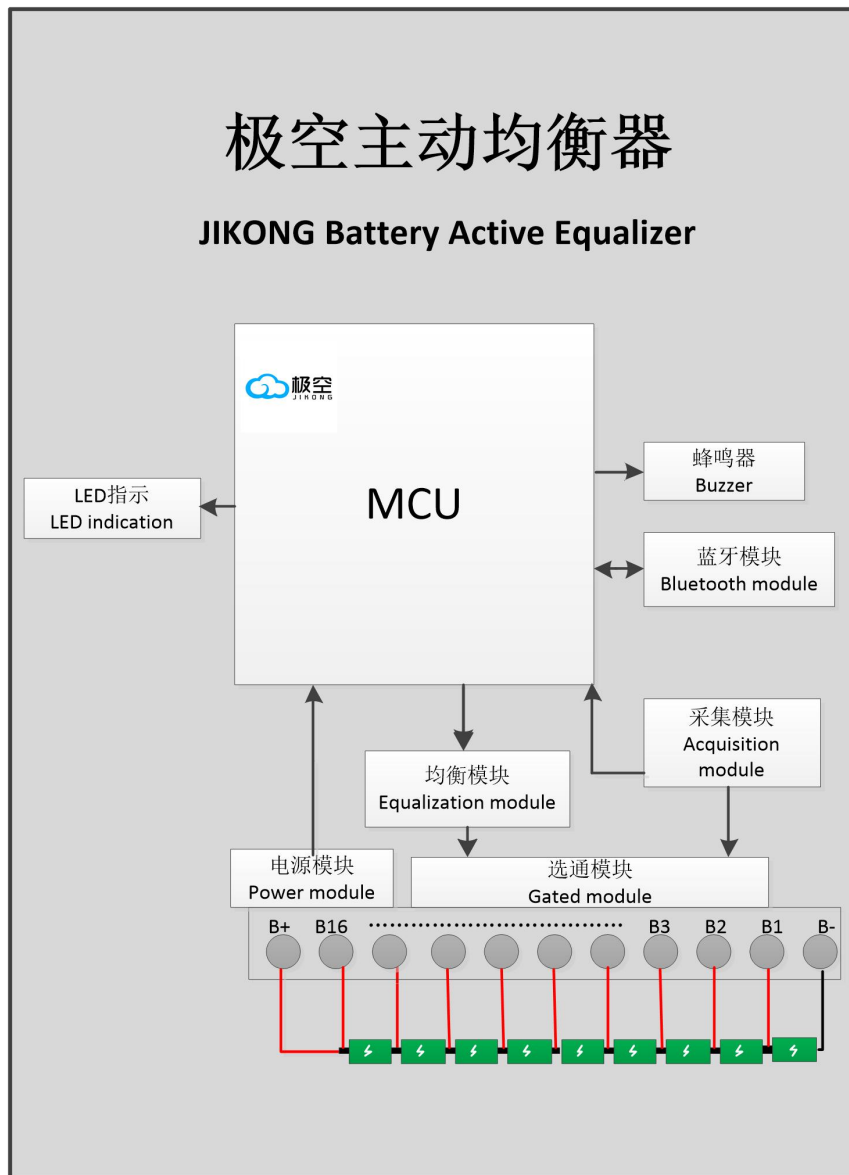 极空主动均衡器
JIKONG Battery Active Equalizer
极空
JIKONG
MCU
LED指示
LED indication
蜂鸣器
Buzzer
蓝牙模块
Bluetooth module
采集模块
Acquisition
module
均衡模块
Equalization module
电源模块
Power module
选通模块
Gated module
B+ B16 ........................................ B3 B2 B1 B-